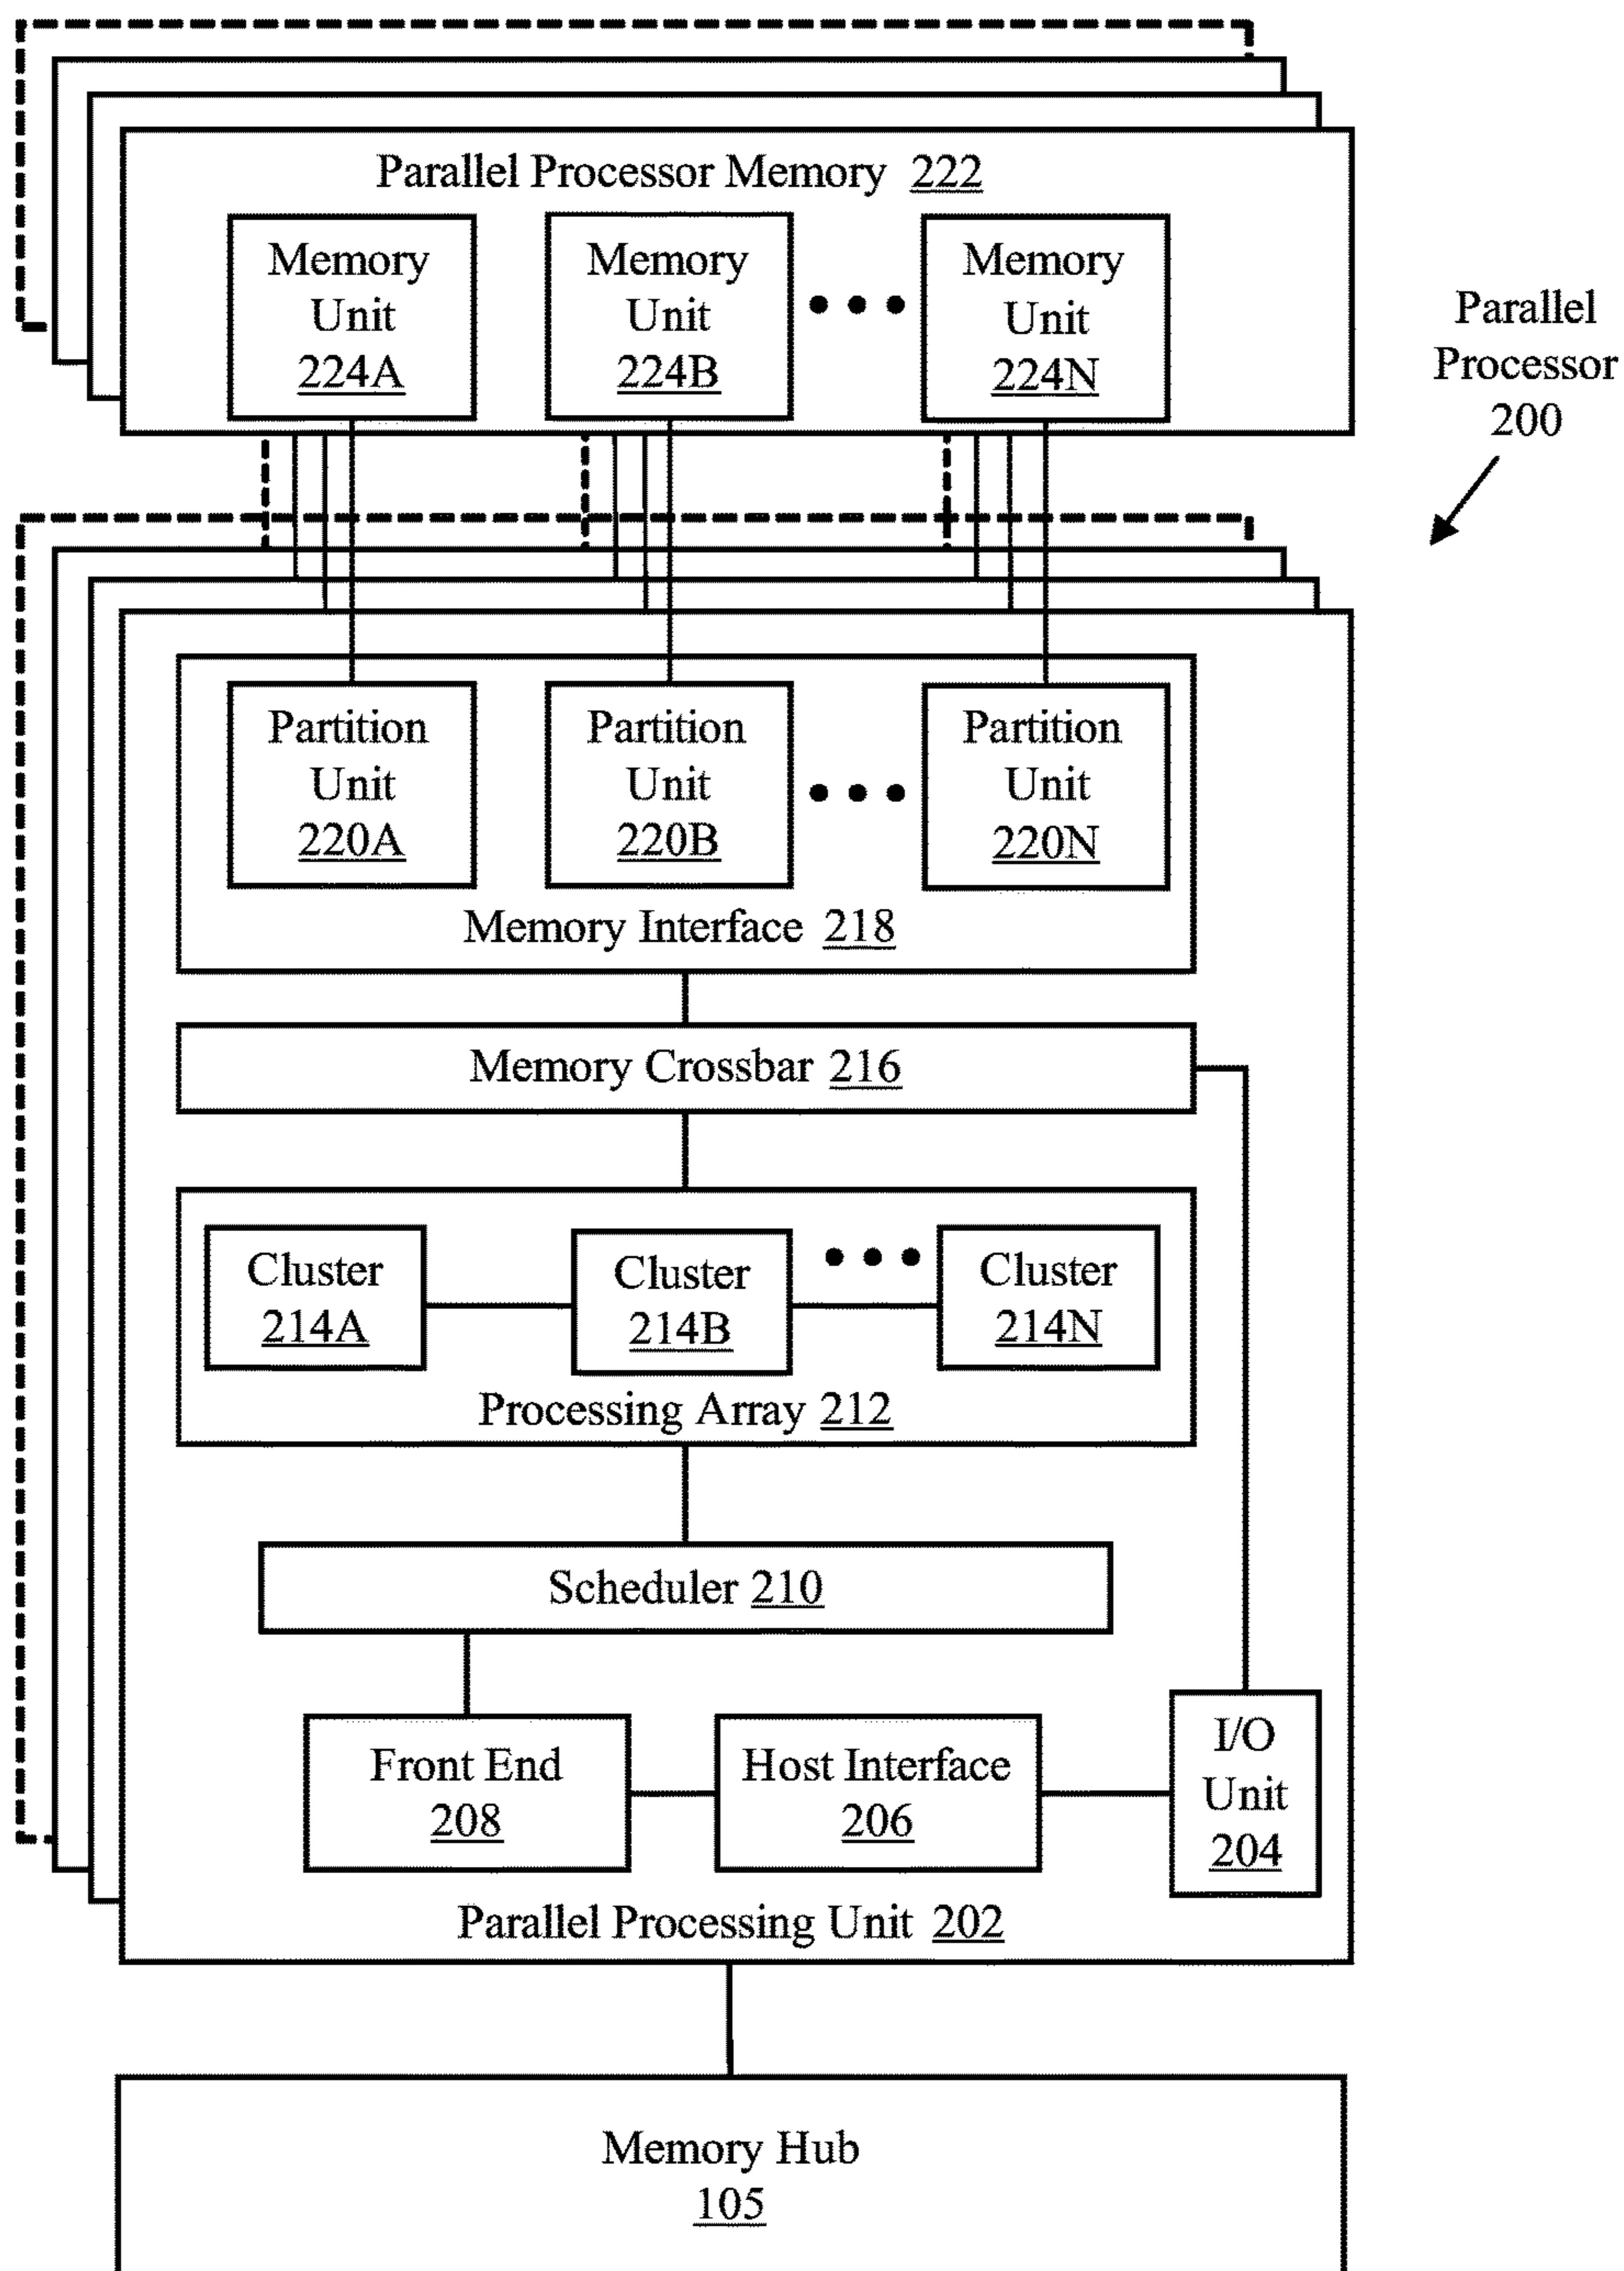 Parallel Processor Memory 222
Memory
Unit
224A
Memory
Unit
224B
Memory
Unit
224N
Parallel
Processor
200
Partition
Unit
220A
Partition
Unit
220B
Partition
Unit
220N
Memory Interface 218
Memory Crossbar 216
Cluster
214A
Cluster
214B
Cluster
214N
Processing Array 212
Scheduler 210
Front End
208
Host Interface
206
I/O
Unit
204
Parallel Processing Unit 202
Memory Hub
105